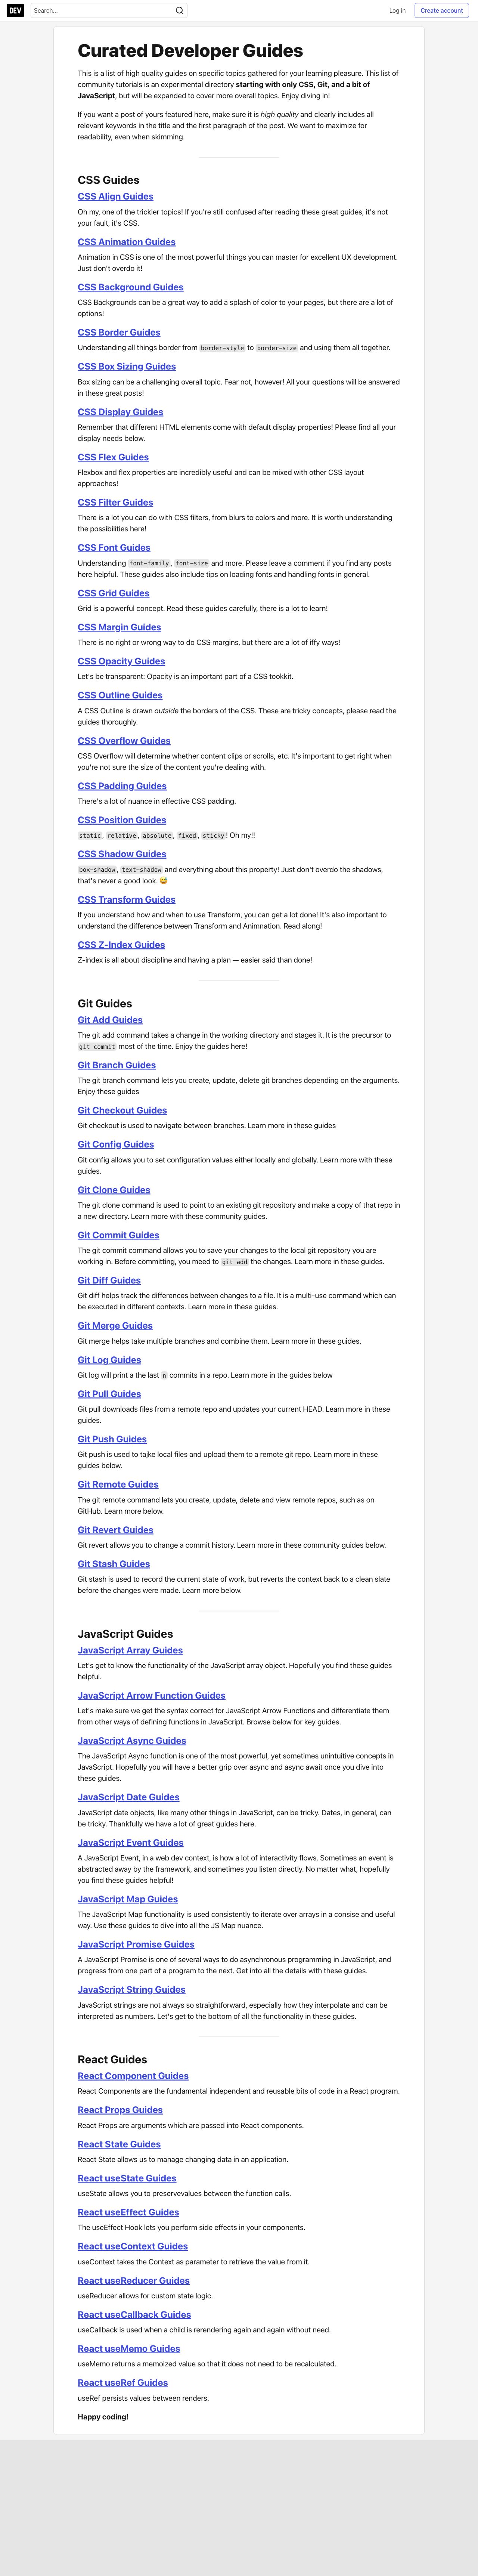 DEV
Search...
Log in
Create account
Curated Developer Guides
This is a list of high quality guides on specific topics gathered for your learning pleasure. This list of
community tutorials is an experimental directory starting with only CSS, Git, and a bit of
JavaScript, but will be expanded to cover more overall topics. Enjoy diving in!
If you want a post of yours featured here, make sure it is high quality and clearly includes all
relevant keywords in the title and the first paragraph of the post. We want to maximize for
readability, even when skimming.
CSS Guides
CSS Align Guides
Oh my, one of the trickier topics! If you're still confused after reading these great guides, it's not
your fault, it's CSS.
CSS Animation Guides
Animation in CSS is one of the most powerful things you can master for excellent UX development.
Just don't overdo it!
CSS Background Guides
CSS Backgrounds can be a great way to add a splash of color to your pages, but there are a lot of
options!
CSS Border Guides
Understanding all things border from border-style to border-size and using them all together.
CSS Box Sizing Guides
Box sizing can be a challenging overall topic. Fear not, however! All your questions will be answered
in these great posts!
CSS Display Guides
Remember that different HTML elements come with default display properties! Please find all your
display needs below.
CSS Flex Guides
Flexbox and flex properties are incredibly useful and can be mixed with other CSS layout
approaches!
CSS Filter Guides
There is a lot you can do with CSS filters, from blurs to colors and more. It is worth understanding
the possibilities here!
CSS Font Guides
Understanding font-family, font-size and more. Please leave a comment if you find any posts
here helpful. These guides also include tips on loading fonts and handling fonts in general.
CSS Grid Guides
Grid is a powerful concept. Read these guides carefully, there is a lot to learn!
CSS Margin Guides
There is no right or wrong way to do CSS margins, but there are a lot of iffy ways!
CSS Opacity Guides
Let's be transparent: Opacity is an important part of a CSS tookkit.
CSS Outline Guides
A CSS Outline is drawn outside the borders of the CSS. These are tricky concepts, please read the
guides thoroughly.
CSS Overflow Guides
CSS Overflow will determine whether content clips or scrolls, etc. It's important to get right when
you're not sure the size of the content you're dealing with.
CSS Padding Guides
There's a lot of nuance in effective CSS padding.
CSS Position Guides
static, relative, absolute, fixed, sticky! Oh my!!
CSS Shadow Guides
box-shadow, text-shadow and everything about this property! Just don't overdo the shadows,
that's never a good look. 😅
CSS Transform Guides
If you understand how and when to use Transform, you can get a lot done! It's also important to
understand the difference between Transform and Animnation. Read along!
CSS Z-Index Guides
Z-index is all about discipline and having a plan — easier said than done!
Git Guides
Git Add Guides
The git add command takes a change in the working directory and stages it. It is the precursor to
git commit most of the time. Enjoy the guides here!
Git Branch Guides
The git branch command lets you create, update, delete git branches depending on the arguments.
Enjoy these guides
Git Checkout Guides
Git checkout is used to navigate between branches. Learn more in these guides
Git Config Guides
Git config allows you to set configuration values either locally and globally. Learn more with these
guides.
Git Clone Guides
The git clone command is used to point to an existing git repository and make a copy of that repo in
a new directory. Learn more with these community guides.
Git Commit Guides
The git commit command allows you to save your changes to the local git repository you are
working in. Before committing, you meed to git add the changes. Learn more in these guides.
Git Diff Guides
Git diff helps track the differences between changes to a file. It is a multi-use command which can
be executed in different contexts. Learn more in these guides.
Git Merge Guides
Git merge helps take multiple branches and combine them. Learn more in these guides.
Git Log Guides
Git log will print a the last n commits in a repo. Learn more in the guides below
Git Pull Guides
Git pull downloads files from a remote repo and updates your current HEAD. Learn more in these
guides.
Git Push Guides
Git push is used to tajke local files and upload them to a remote git repo. Learn more in these
guides below.
Git Remote Guides
The git remote command lets you create, update, delete and view remote repos, such as on
GitHub. Learn more below.
Git Revert Guides
Git revert allows you to change a commit history. Learn more in these community guides below.
Git Stash Guides
Git stash is used to record the current state of work, but reverts the context back to a clean slate
before the changes were made. Learn more below.
JavaScript Guides
JavaScript Array Guides
Let's get to know the functionality of the JavaScript array object. Hopefully you find these guides
helpful.
JavaScript Arrow Function Guides
Let's make sure we get the syntax correct for JavaScript Arrow Functions and differentiate them
from other ways of defining functions in JavaScript. Browse below for key guides.
JavaScript Async Guides
The JavaScript Async function is one of the most powerful, yet sometimes unintuitive concepts in
JavaScript. Hopefully you will have a better grip over async and async await once you dive into
these guides.
JavaScript Date Guides
JavaScript date objects, like many other things in JavaScript, can be tricky. Dates, in general, can
be tricky. Thankfully we have a lot of great guides here.
JavaScript Event Guides
A JavaScript Event, in a web dev context, is how a lot of interactivity flows. Sometimes an event is
abstracted away by the framework, and sometimes you listen directly. No matter what, hopefully
you find these guides helpful!
JavaScript Map Guides
The JavaScript Map functionality is used consistently to iterate over arrays in a consise and useful
way. Use these guides to dive into all the JS Map nuance.
JavaScript Promise Guides
A JavaScript Promise is one of several ways to do asynchronous programming in JavaScript, and
progress from one part of a program to the next. Get into all the details with these guides.
JavaScript String Guides
JavaScript strings are not always so straightforward, especially how they interpolate and can be
interpreted as numbers. Let's get to the bottom of all the functionality in these guides.
React Guides
React Component Guides
React Components are the fundamental independent and reusable bits of code in a React program.
React Props Guides
React Props are arguments which are passed into React components.
React State Guides
React State allows us to manage changing data in an application.
React useState Guides
useState allows you to preservevalues between the function calls.
React useEffect Guides
The useEffect Hook lets you perform side effects in your components.
React useContext Guides
useContext takes the Context as parameter to retrieve the value from it.
React useReducer Guides
useReducer allows for custom state logic.
React useCallback Guides
useCallback is used when a child is rerendering again and again without need.
React useMemo Guides
useMemo returns a memoized value so that it does not need to be recalculated.
React useRef Guides
useRef persists values between renders.
Happy coding!